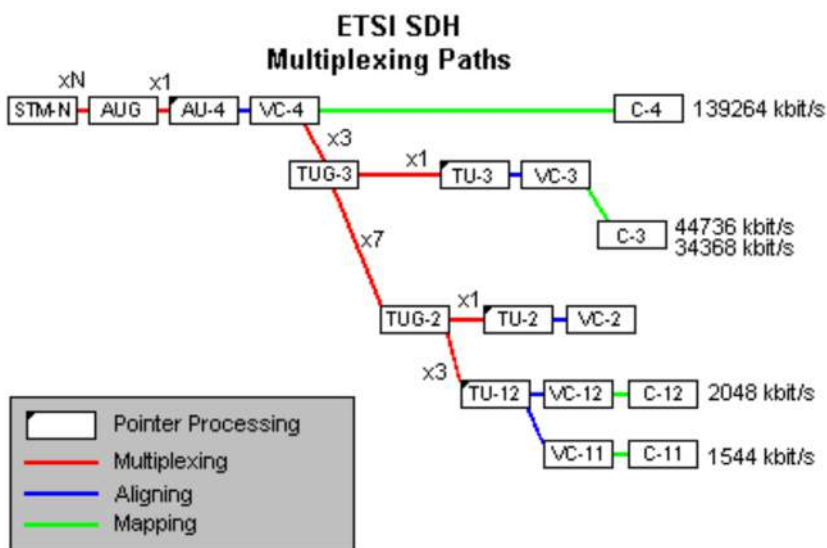 ETSI SDH
Multiplexing Paths
xN
x1
STM-N
AUG
AU-4
VC-4
C-4
139264 kbit/s
x3
x1
TUG-3
TU-3
VC-3
x7
C-3
44736 kbit/s
34368 kbit/s
x1
TUG-2
TU-2
VC-2
x3
TU-12
VC-12
C-12
2048 kbit/s
VC-11
C-11
1544 kbit/s
Pointer Processing
Multiplexing
Aligning
Mapping